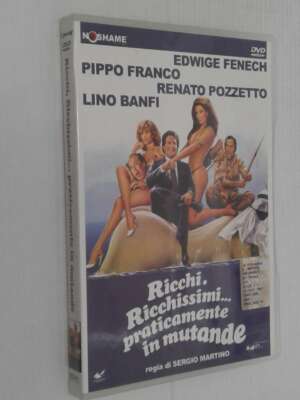 NOSHAME
DVD
EDWIGE FENECH
PIPPO FRANCO
RENATO POZZETTO
LINO BANFI
Ricchi,
Ricchissimi...
praticamente
in mutande
regia di SERGIO MARTINO
Ricchi, Ricchissimi... praticamente in mutande